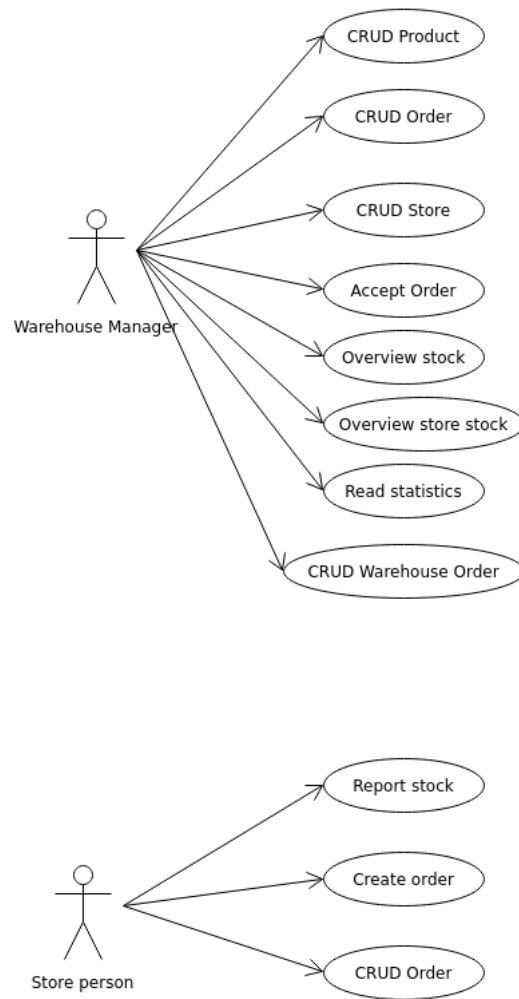 CRUD Product
CRUD Order
CRUD Store
Accept Order
Warehouse Manager
Overview stock
Overview store stock
Read statistics
CRUD Warehouse Order
Report stock
Create order
CRUD Order
Store person